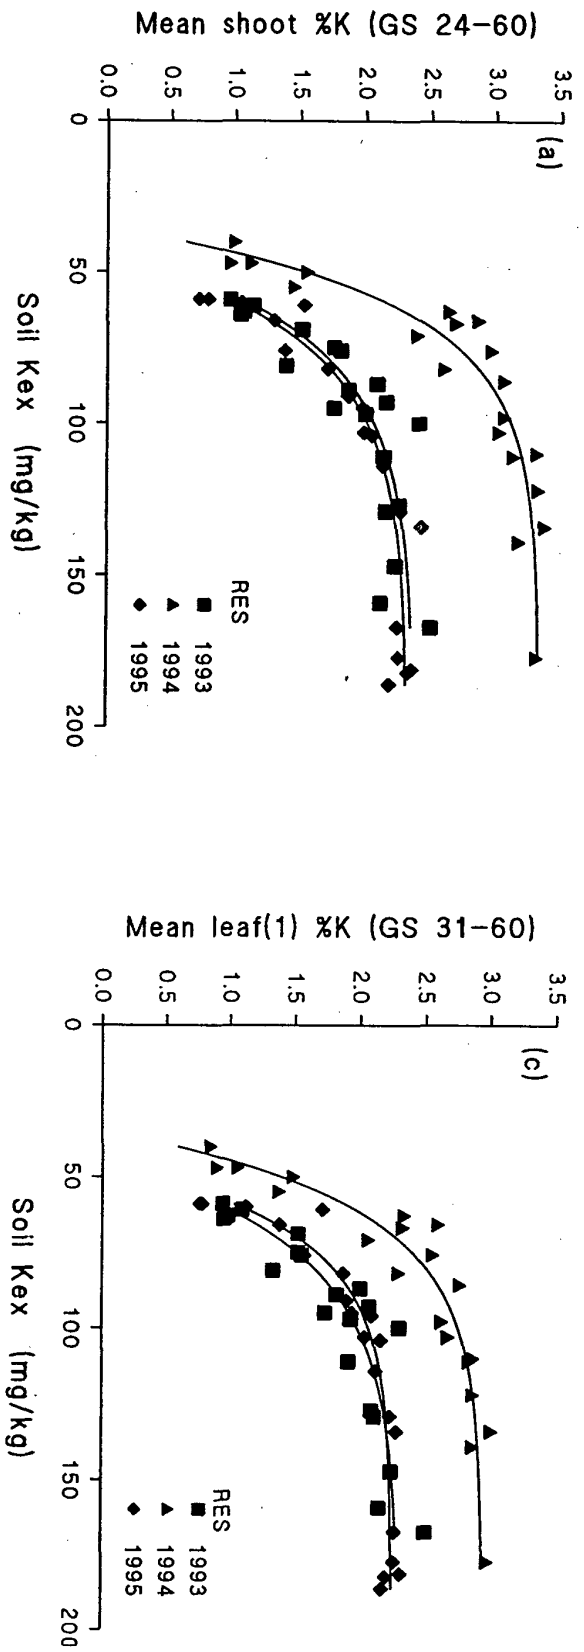 Mean shoot %K (GS 24-60)
3.5
3.0
2.5
2.0
1.5
1.0
0.5
0.0
(a)
RES
1993
1994
1995
0 50 100 150 200
Soil Kex (mg/kg)
Mean leaf(1) %K (GS 31-60)
3.5
3.0
2.5
2.0
1.5
1.0
0.5
0.0
(c)
RES
1993
1994
1995
0 50 100 150 200
Soil Kex (mg/kg)